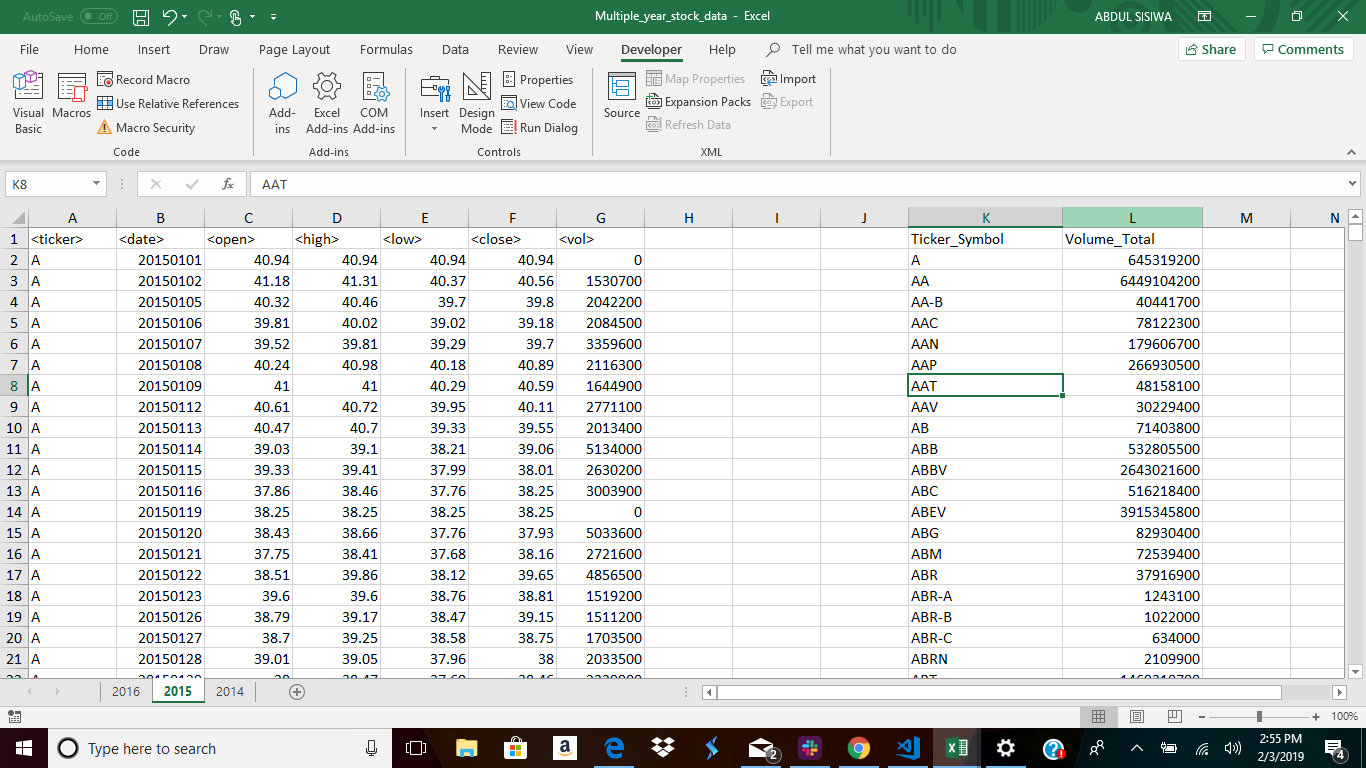 AutoSave Off Multiple_year_stock_data - Excel ABDUL SISIWA
File Home Insert Draw Page Layout Formulas Data Review View Developer Help Tell me what you want to do Share Comments
Visual Basic
Macros
Record Macro
Use Relative References
Macro Security
Code
Add-ins
Excel Add-ins
COM Add-ins
Add-ins
Insert
Design Mode
Properties
View Code
Run Dialog
Controls
Source
Map Properties
Expansion Packs
Refresh Data
Import
Export
XML
K8 fx AAT
A B C D E F G H I J K L M N
1 <ticker> <date> <open> <high> <low> <close> <vol> Ticker_Symbol Volume_Total
2 A 20150101 40.94 40.94 40.94 40.94 0 A 645319200
3 A 20150102 41.18 41.31 40.37 40.56 1530700 AA 6449104200
4 A 20150105 40.32 40.46 39.7 39.8 2042200 AA-B 40441700
5 A 20150106 39.81 40.02 39.02 39.18 2084500 AAC 78122300
6 A 20150107 39.52 39.81 39.29 39.7 3359600 AAN 179606700
7 A 20150108 40.24 40.98 40.18 40.89 2116300 AAP 266930500
8 A 20150109 41 41 40.29 40.59 1644900 AAT 48158100
9 A 20150112 40.61 40.72 39.95 40.11 2771100 AAV 30229400
10 A 20150113 40.47 40.7 39.33 39.55 2013400 AB 71403800
11 A 20150114 39.03 39.1 38.21 39.06 5134000 ABB 532805500
12 A 20150115 39.33 39.41 37.99 38.01 2630200 ABBV 2643021600
13 A 20150116 37.86 38.46 37.76 38.25 3003900 ABC 516218400
14 A 20150119 38.25 38.25 38.25 38.25 0 ABEV 3915345800
15 A 20150120 38.43 38.66 37.76 37.93 5033600 ABG 82930400
16 A 20150121 37.75 38.41 37.68 38.16 2721600 ABM 72539400
17 A 20150122 38.51 39.86 38.12 39.65 4856500 ABR 37916900
18 A 20150123 39.6 39.6 38.76 38.81 1519200 ABR-A 1243100
19 A 20150126 38.79 39.17 38.47 39.15 1511200 ABR-B 1022000
20 A 20150127 38.7 39.25 38.58 38.75 1703500 ABR-C 634000
21 A 20150128 39.01 39.05 37.96 38 2033500 ABRN 2109900
2016 2015 2014
100%
Type here to search
2
2:55 PM
2/3/2019
4